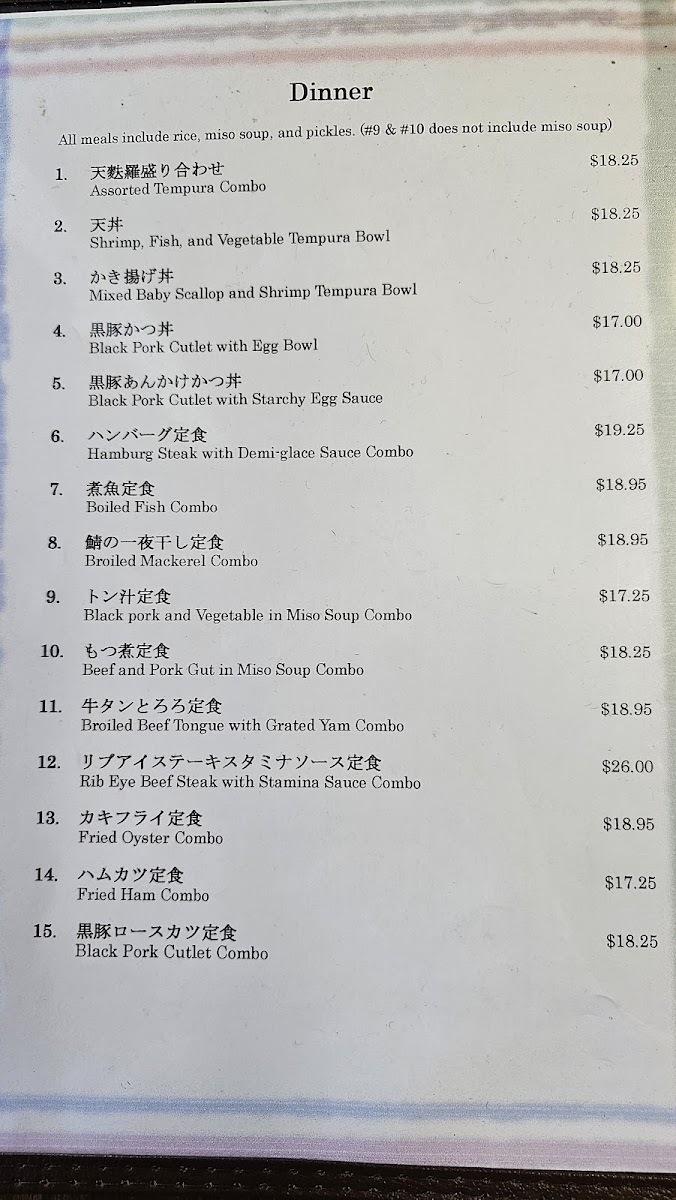 Dinner
All meals include rice, miso soup, and pickles. (#9 & #10 does not include miso soup)
1. 天麩羅盛り合わせ $18.25
Assorted Tempura Combo
2. 天丼 $18.25
Shrimp, Fish, and Vegetable Tempura Bowl
3. かき揚げ丼 $18.25
Mixed Baby Scallop and Shrimp Tempura Bowl
4. 黒豚かつ丼 $17.00
Black Pork Cutlet with Egg Bowl
5. 黒豚あんかけかつ丼 $17.00
Black Pork Cutlet with Starchy Egg Sauce
6. ハンバーグ定食 $19.25
Hamburg Steak with Demi-glace Sauce Combo
7. 煮魚定食 $18.95
Boiled Fish Combo
8. 鯖の一夜干し定食 $18.95
Broiled Mackerel Combo
9. トン汁定食 $17.25
Black pork and Vegetable in Miso Soup Combo
10. もつ煮定食 $18.25
Beef and Pork Gut in Miso Soup Combo
11. 牛タンとろろ定食 $18.95
Broiled Beef Tongue with Grated Yam Combo
12. リブアイステーキスタミナソース定食 $26.00
Rib Eye Beef Steak with Stamina Sauce Combo
13. カキフライ定食 $18.95
Fried Oyster Combo
14. ハムカツ定食 $17.25
Fried Ham Combo
15. 黒豚ロースカツ定食 $18.25
Black Pork Cutlet Combo